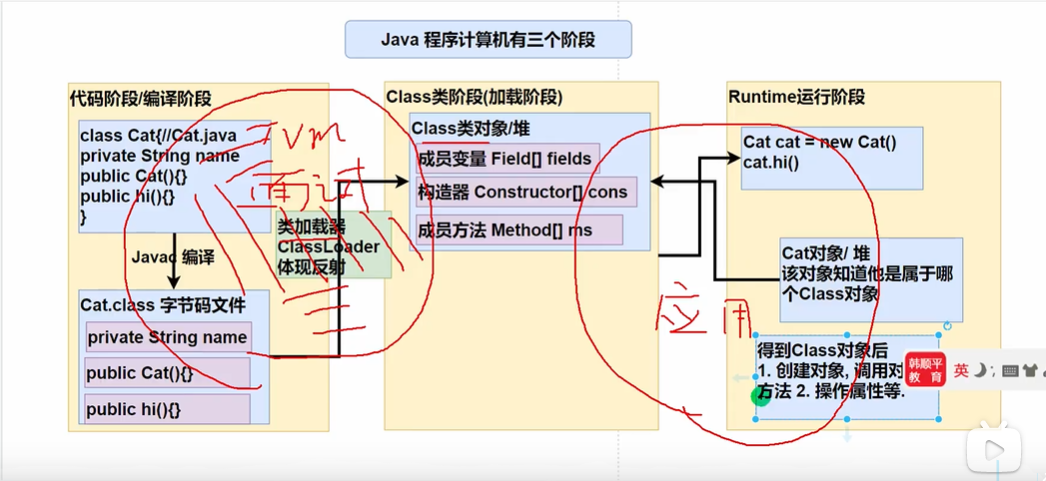 Java 程序计算机有三个阶段
代码阶段/编译阶段
class Cat{//Cat.java
private String name
public Cat(){}
public hi(){}
}
Javac 编译
Cat.class 字节码文件
private String name
public Cat(){}
public hi(){}
Jvm
面试
类加载器
ClassLoader
体现反射
Class类阶段(加载阶段)
Class类对象/堆
成员变量 Field[] fields
构造器 Constructor[] cons
成员方法 Method[] ms
应用
Runtime运行阶段
Cat cat = new Cat()
cat.hi()
Cat对象/ 堆
该对象知道他是属于哪
个Class对象
得到Class对象后
1. 创建对象, 调用对
方法 2. 操作属性等.
韩顺平
教育
英